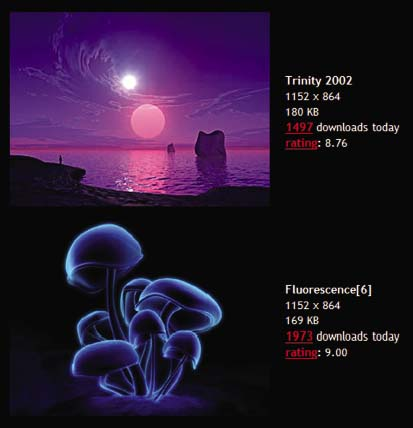 Trinity 2002
1152 x 864
180 KB
1497 downloads today
rating: 8.76
Fluorescence[6]
1152 x 864
169 KB
1973 downloads today
rating: 9.00